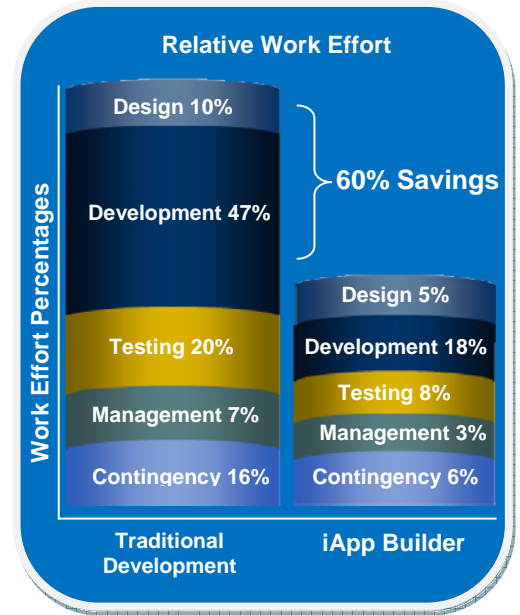 Relative Work Effort
Work Effort Percentages
Design 10%
Development 47%
Testing 20%
Management 7%
Contingency 16%
60% Savings
Design 5%
Development 18%
Testing 8%
Management 3%
Contingency 6%
Traditional
Development
iApp Builder